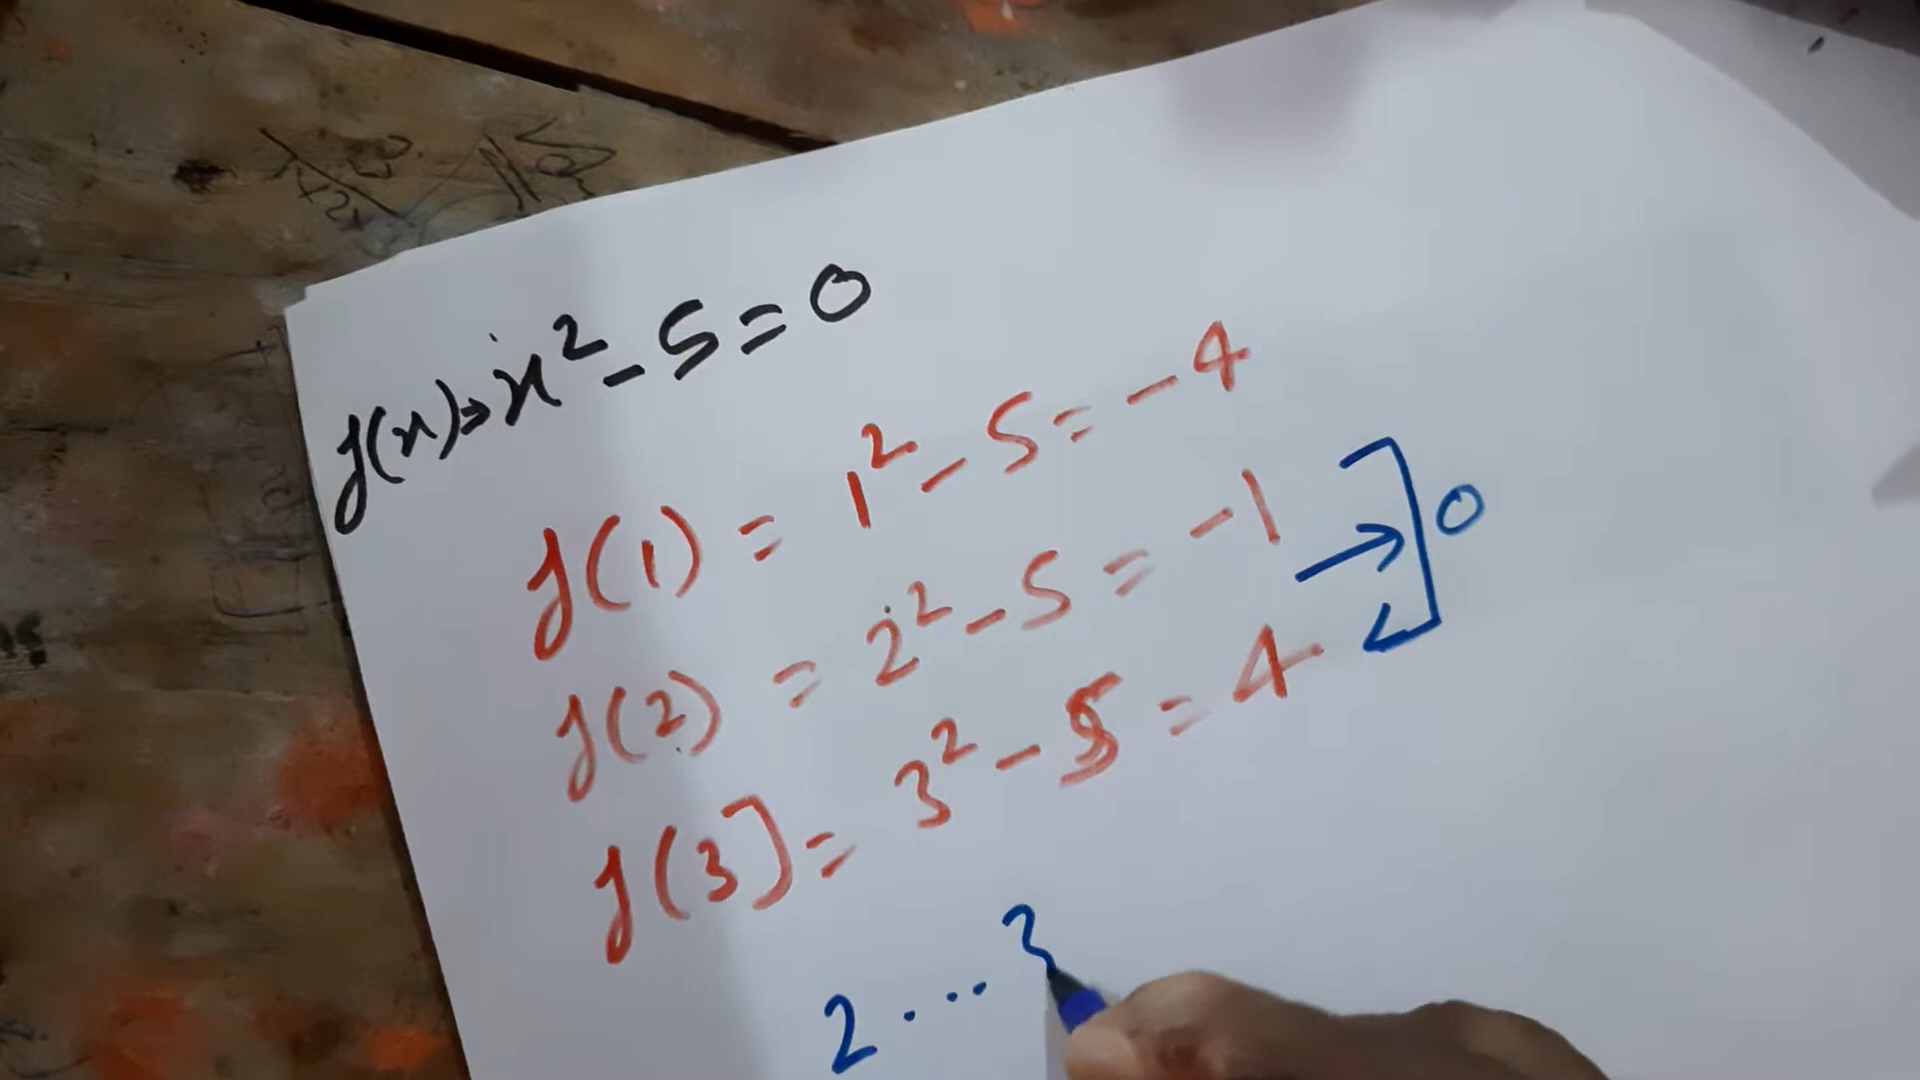 f(x)⇒x²-5=0
f(1) = 1²-5=-4
f(2) = 2²-5=-1 → ] 0
f(3]= 3²-5=4
2...3